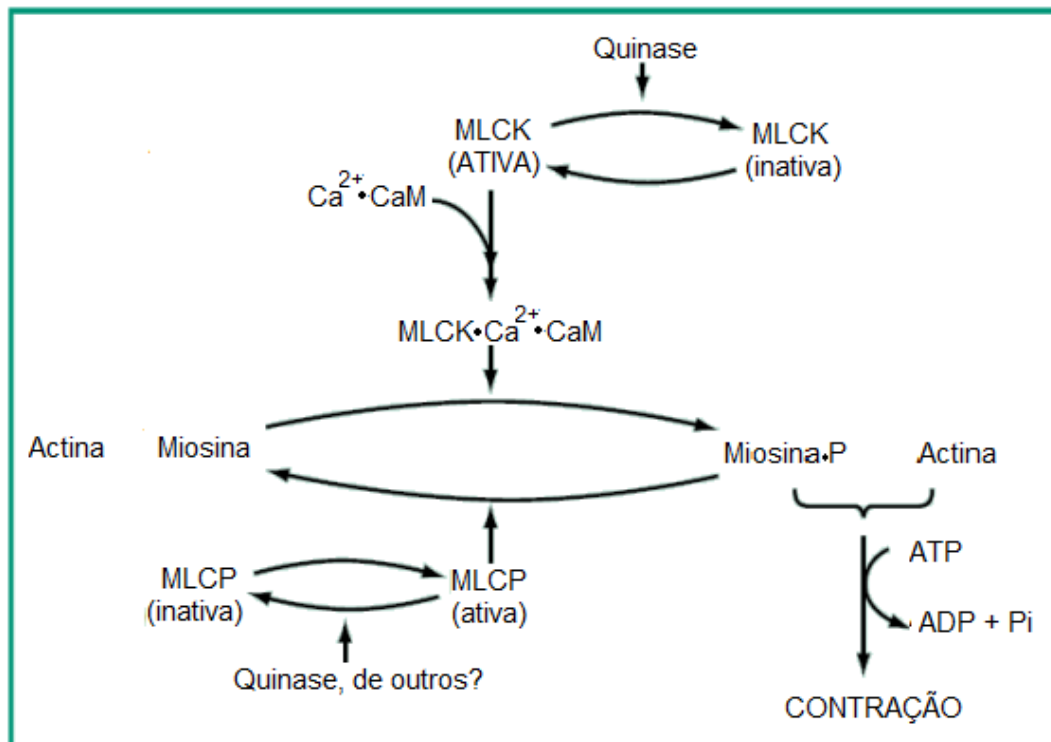 Quinase
MLCK
(ATIVA)
MLCK
(inativa)
Ca²⁺•CaM
MLCK•Ca²⁺•CaM
Actina
Miosina
Miosina•P
Actina
MLCP
(inativa)
MLCP
(ativa)
ATP
ADP + Pi
Quinase, de outros?
CONTRAÇÃO